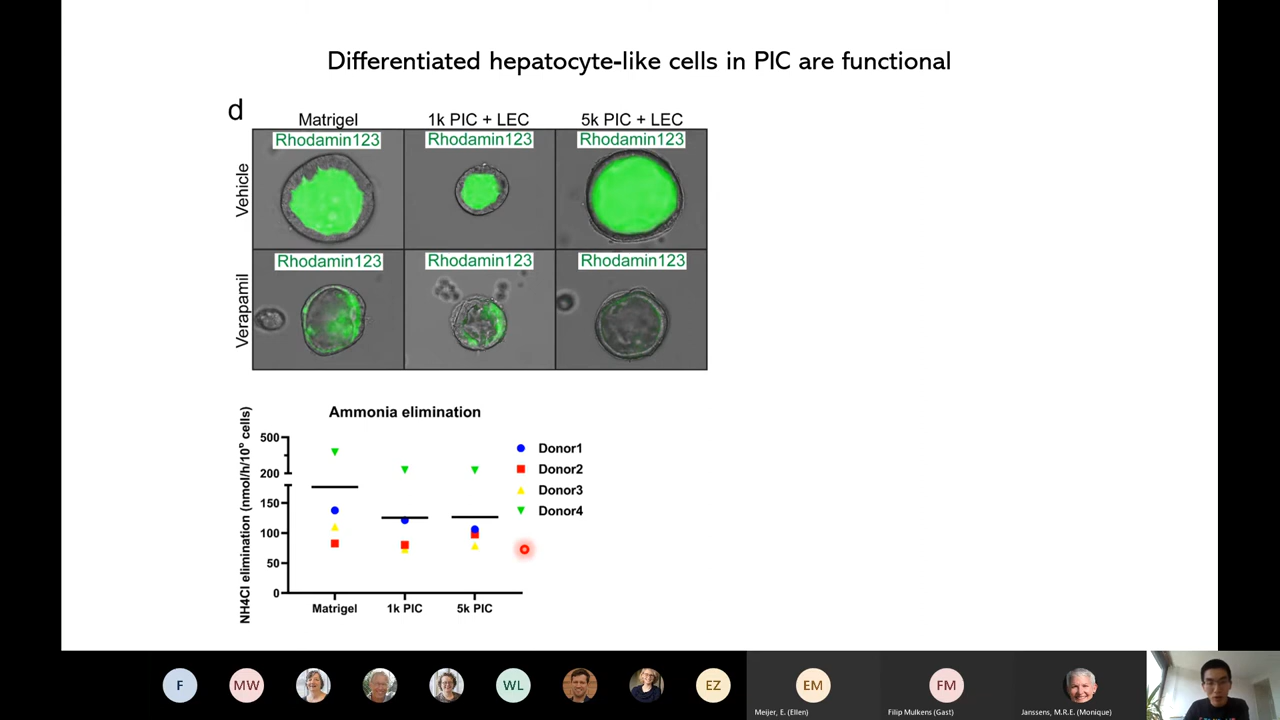 Differentiated hepatocyte-like cells in PIC are functional
d
Matrigel 1k PIC + LEC 5k PIC + LEC
Vehicle
Rhodamin123 Rhodamin123 Rhodamin123
Verapamil
Rhodamin123 Rhodamin123 Rhodamin123
Ammonia elimination
NH4Cl elimination (nmol/h/10⁶ cells)
500
200
150
100
50
0
Matrigel 1k PIC 5k PIC
Donor1
Donor2
Donor3
Donor4
F MW WL EZ EM FM
Meijer, E. (Ellen) Filip Mulkens (Gast) Janssens, M.R.E. (Monique)